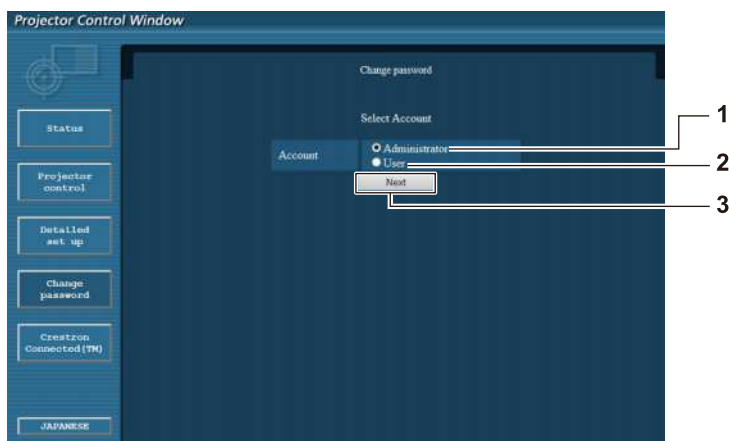 Projector Control Window
Change password
Select Account
Account
Administrator
User
Next
Status
Projector
control
Detailed
set up
Change
password
Crestron
Connected(TM)
JAPANESE
1
2
3